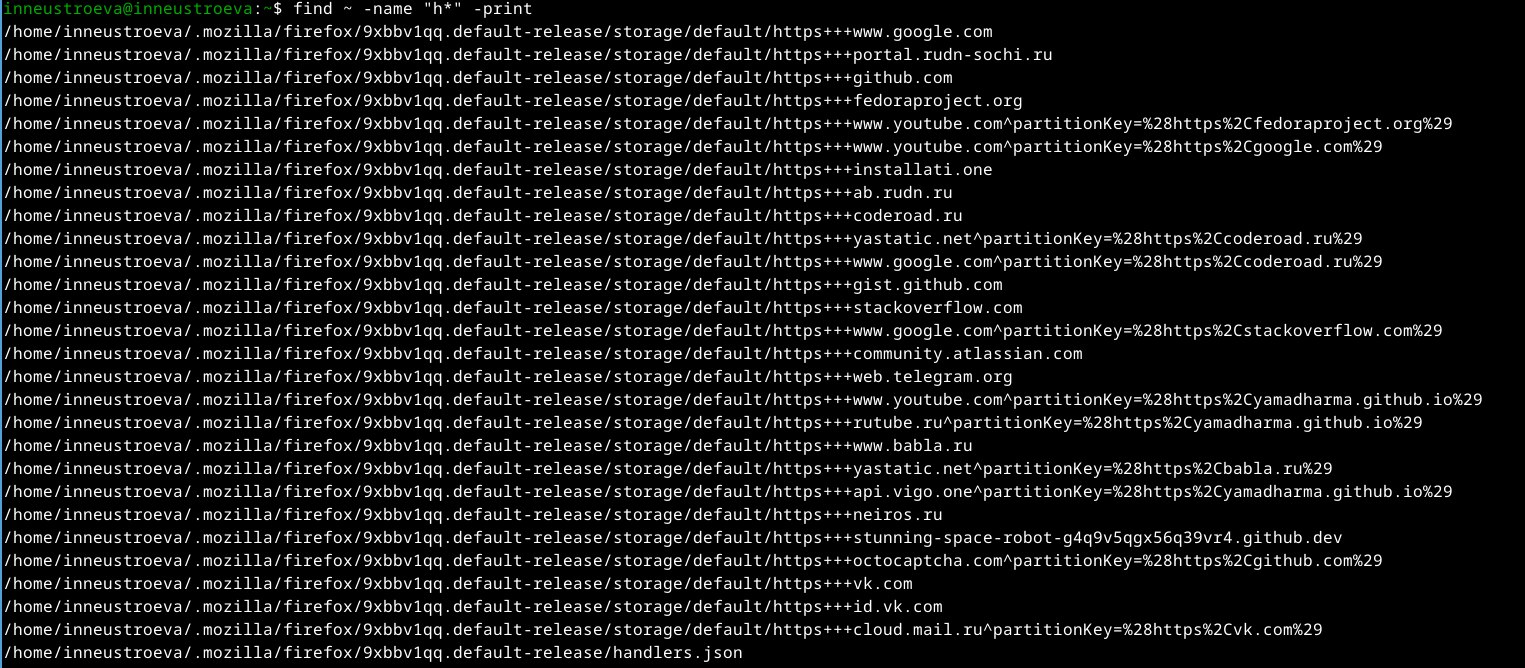 inneustroeva@inneustroeva:~$ find ~ -name "h*" -print
/home/inneustroeva/.mozilla/firefox/9xbbv1qq.default-release/storage/default/https+++www.google.com
/home/inneustroeva/.mozilla/firefox/9xbbv1qq.default-release/storage/default/https+++portal.rudn-sochi.ru
/home/inneustroeva/.mozilla/firefox/9xbbv1qq.default-release/storage/default/https+++github.com
/home/inneustroeva/.mozilla/firefox/9xbbv1qq.default-release/storage/default/https+++fedoraproject.org
/home/inneustroeva/.mozilla/firefox/9xbbv1qq.default-release/storage/default/https+++www.youtube.com^partitionKey=%28https%2Cfedoraproject.org%29
/home/inneustroeva/.mozilla/firefox/9xbbv1qq.default-release/storage/default/https+++www.youtube.com^partitionKey=%28https%2Cgoogle.com%29
/home/inneustroeva/.mozilla/firefox/9xbbv1qq.default-release/storage/default/https+++installati.one
/home/inneustroeva/.mozilla/firefox/9xbbv1qq.default-release/storage/default/https+++ab.rudn.ru
/home/inneustroeva/.mozilla/firefox/9xbbv1qq.default-release/storage/default/https+++coderoad.ru
/home/inneustroeva/.mozilla/firefox/9xbbv1qq.default-release/storage/default/https+++yastatic.net^partitionKey=%28https%2Ccoderoad.ru%29
/home/inneustroeva/.mozilla/firefox/9xbbv1qq.default-release/storage/default/https+++www.google.com^partitionKey=%28https%2Ccoderoad.ru%29
/home/inneustroeva/.mozilla/firefox/9xbbv1qq.default-release/storage/default/https+++gist.github.com
/home/inneustroeva/.mozilla/firefox/9xbbv1qq.default-release/storage/default/https+++stackoverflow.com
/home/inneustroeva/.mozilla/firefox/9xbbv1qq.default-release/storage/default/https+++www.google.com^partitionKey=%28https%2Cstackoverflow.com%29
/home/inneustroeva/.mozilla/firefox/9xbbv1qq.default-release/storage/default/https+++community.atlassian.com
/home/inneustroeva/.mozilla/firefox/9xbbv1qq.default-release/storage/default/https+++web.telegram.org
/home/inneustroeva/.mozilla/firefox/9xbbv1qq.default-release/storage/default/https+++www.youtube.com^partitionKey=%28https%2Cyamadharma.github.io%29
/home/inneustroeva/.mozilla/firefox/9xbbv1qq.default-release/storage/default/https+++rutube.ru^partitionKey=%28https%2Cyamadharma.github.io%29
/home/inneustroeva/.mozilla/firefox/9xbbv1qq.default-release/storage/default/https+++www.babla.ru
/home/inneustroeva/.mozilla/firefox/9xbbv1qq.default-release/storage/default/https+++yastatic.net^partitionKey=%28https%2Cbabla.ru%29
/home/inneustroeva/.mozilla/firefox/9xbbv1qq.default-release/storage/default/https+++api.vigo.one^partitionKey=%28https%2Cyamadharma.github.io%29
/home/inneustroeva/.mozilla/firefox/9xbbv1qq.default-release/storage/default/https+++neiros.ru
/home/inneustroeva/.mozilla/firefox/9xbbv1qq.default-release/storage/default/https+++stunning-space-robot-g4q9v5qgx56q39vr4.github.dev
/home/inneustroeva/.mozilla/firefox/9xbbv1qq.default-release/storage/default/https+++octocaptcha.com^partitionKey=%28https%2Cgithub.com%29
/home/inneustroeva/.mozilla/firefox/9xbbv1qq.default-release/storage/default/https+++vk.com
/home/inneustroeva/.mozilla/firefox/9xbbv1qq.default-release/storage/default/https+++id.vk.com
/home/inneustroeva/.mozilla/firefox/9xbbv1qq.default-release/storage/default/https+++cloud.mail.ru^partitionKey=%28https%2Cvk.com%29
/home/inneustroeva/.mozilla/firefox/9xbbv1qq.default-release/handlers.json